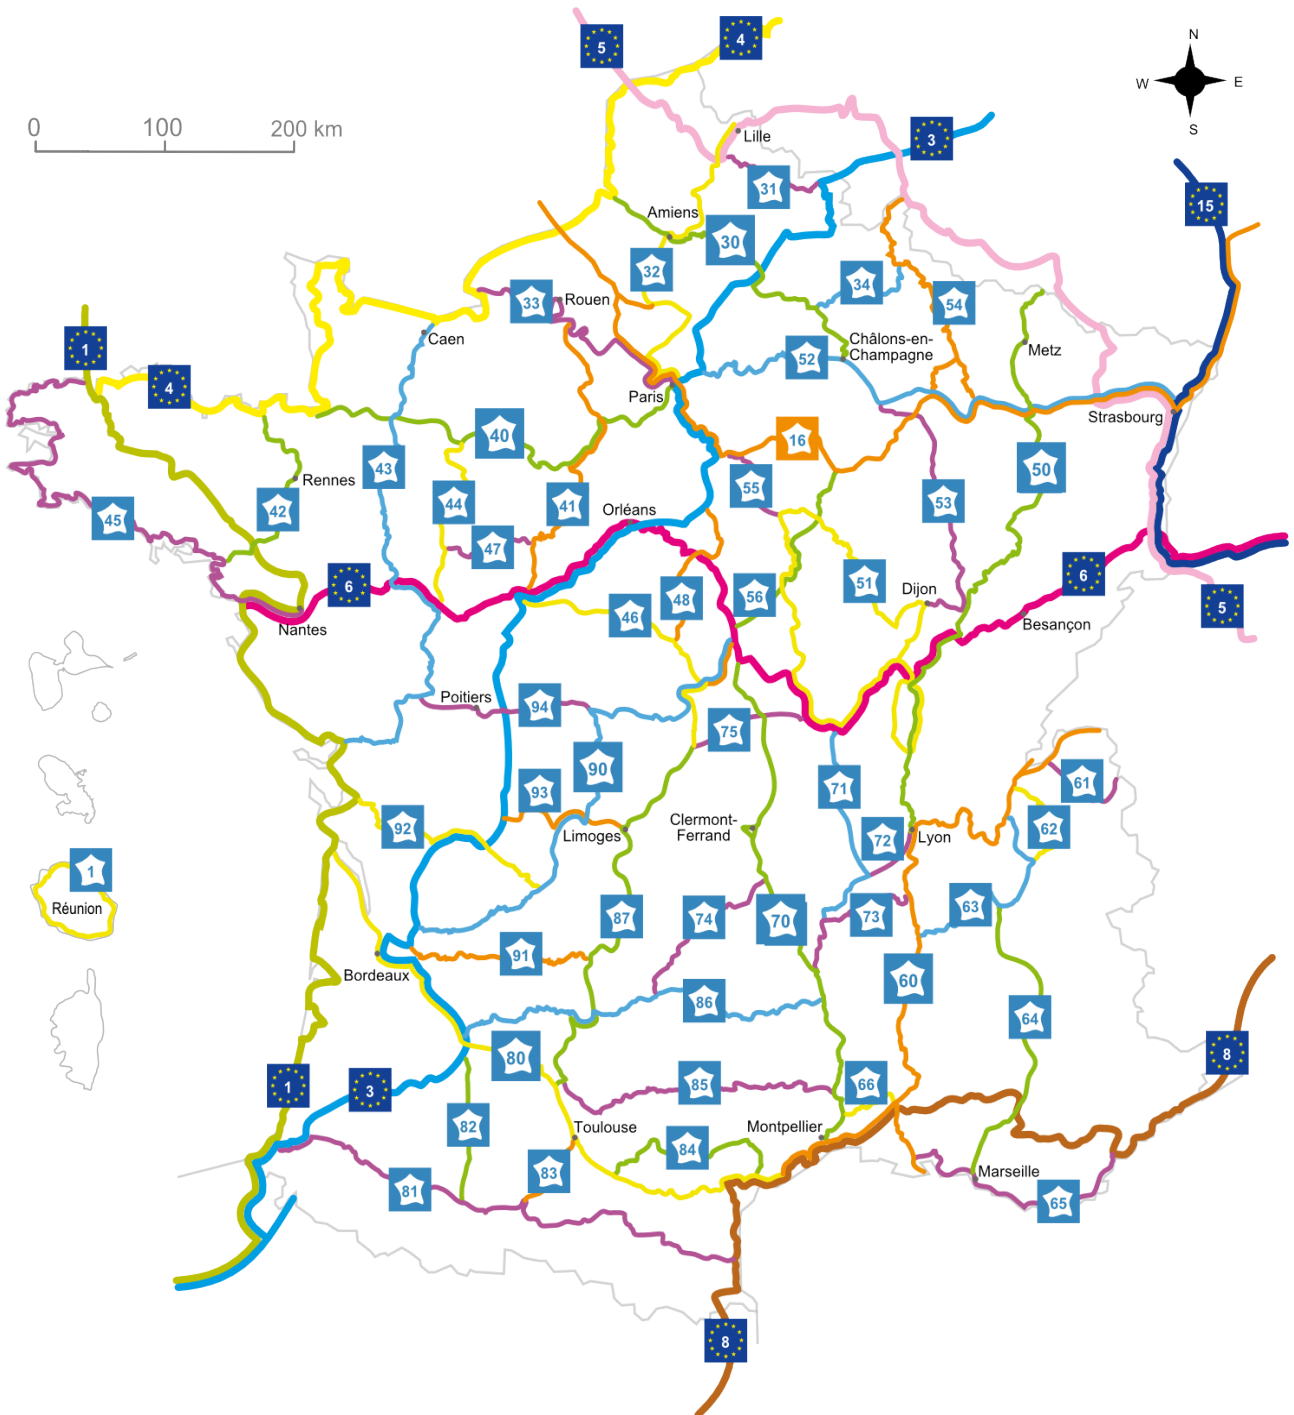 5
4
N
W
E
S
0
100
200 km
Lille
3
31
15
Amiens
30
32
34
33
Rouen
54
Caen
Châlons-en-
Champagne
Metz
1
52
4
Paris
Strasbourg
40
16
43
Rennes
50
44
55
41
53
42
45
Orléans
47
6
51
6
Dijon
48
56
46
5
Nantes
Besançon
Poitiers
94
75
90
61
71
93
92
Limoges
Clermont-
Ferrand
72
Lyon
62
1
Réunion
87
74
70
73
63
91
Bordeaux
60
86
64
80
8
1
3
85
66
82
Toulouse
Montpellier
84
83
Marseille
81
65
8